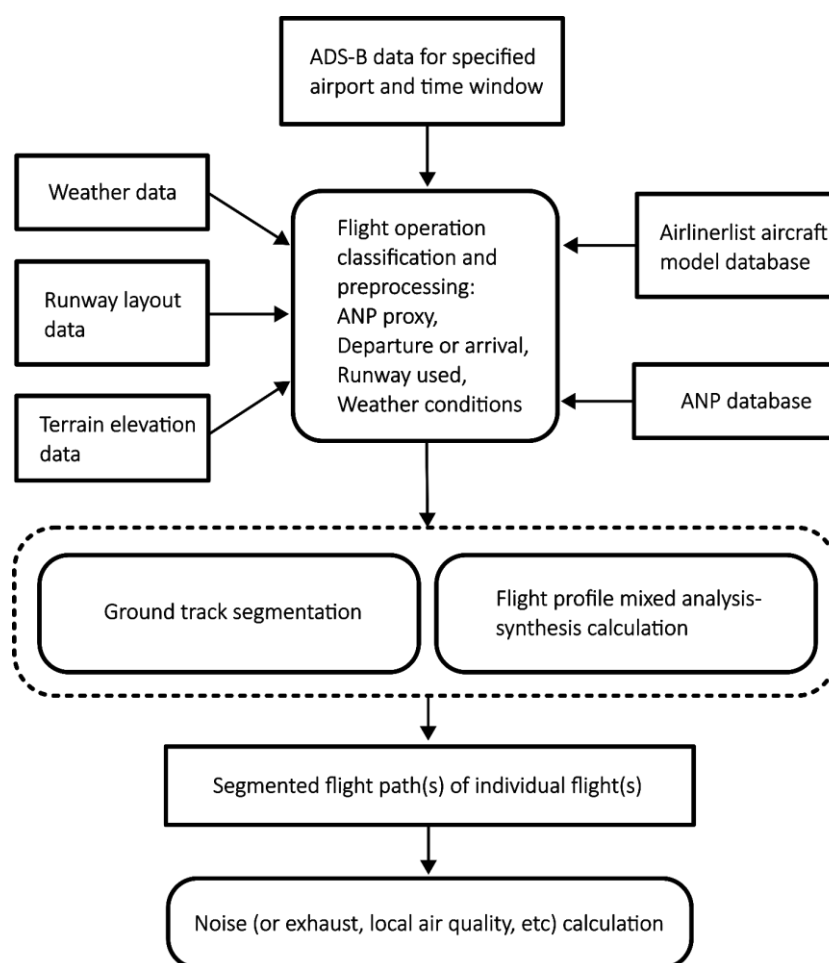 ADS-B data for specified
airport and time window
Weather data
Runway layout
data
Terrain elevation
data
Flight operation
classification and
preprocessing:
ANP proxy,
Departure or arrival,
Runway used,
Weather conditions
Airlinerlist aircraft
model database
ANP database
Ground track segmentation
Flight profile mixed analysis-
synthesis calculation
Segmented flight path(s) of individual flight(s)
Noise (or exhaust, local air quality, etc) calculation